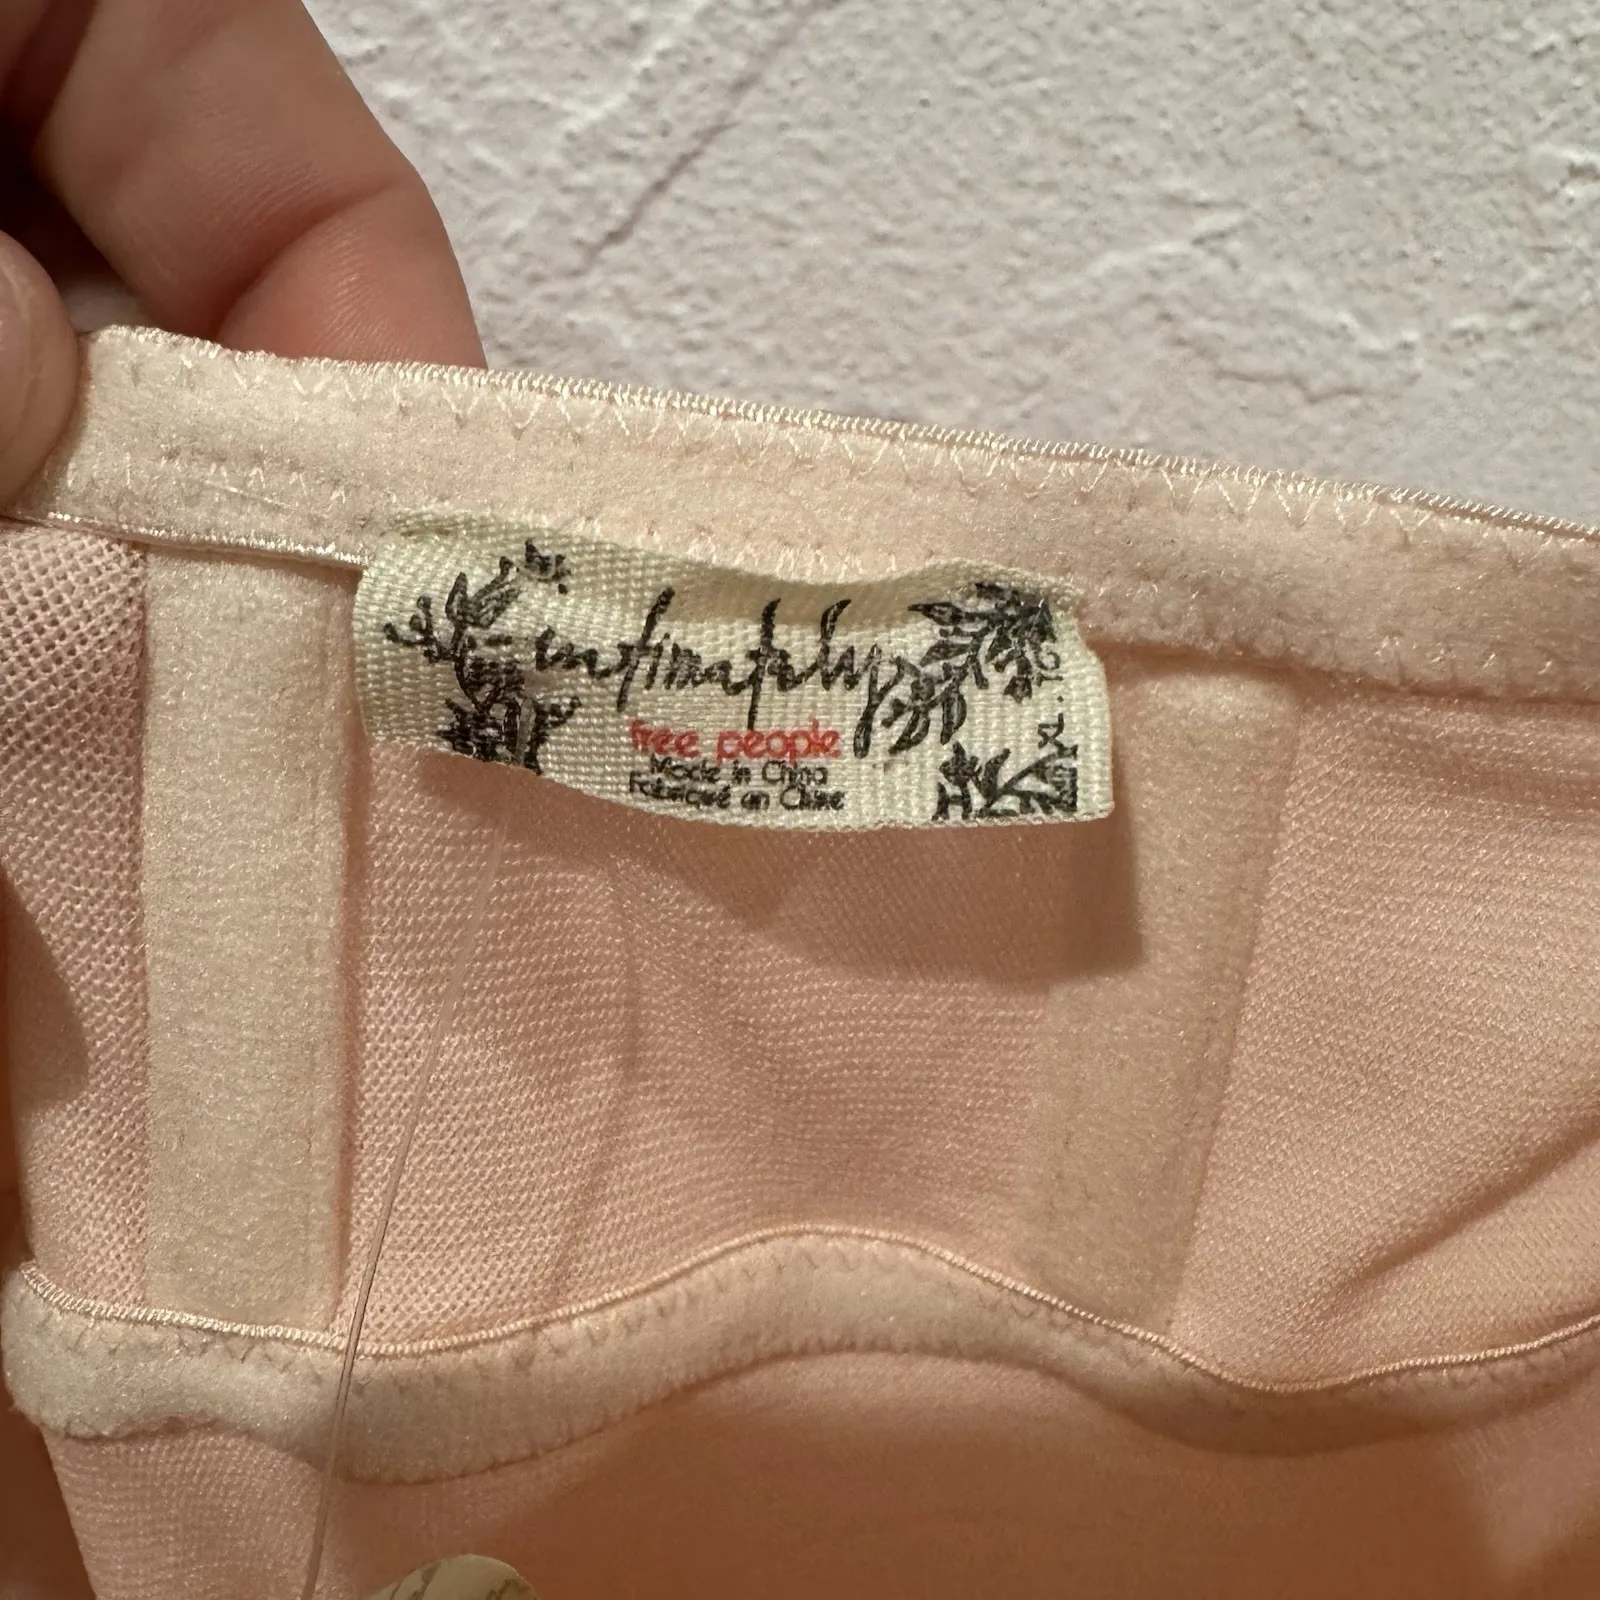 intimately
free people
Made in China
Fabriqué en Chine